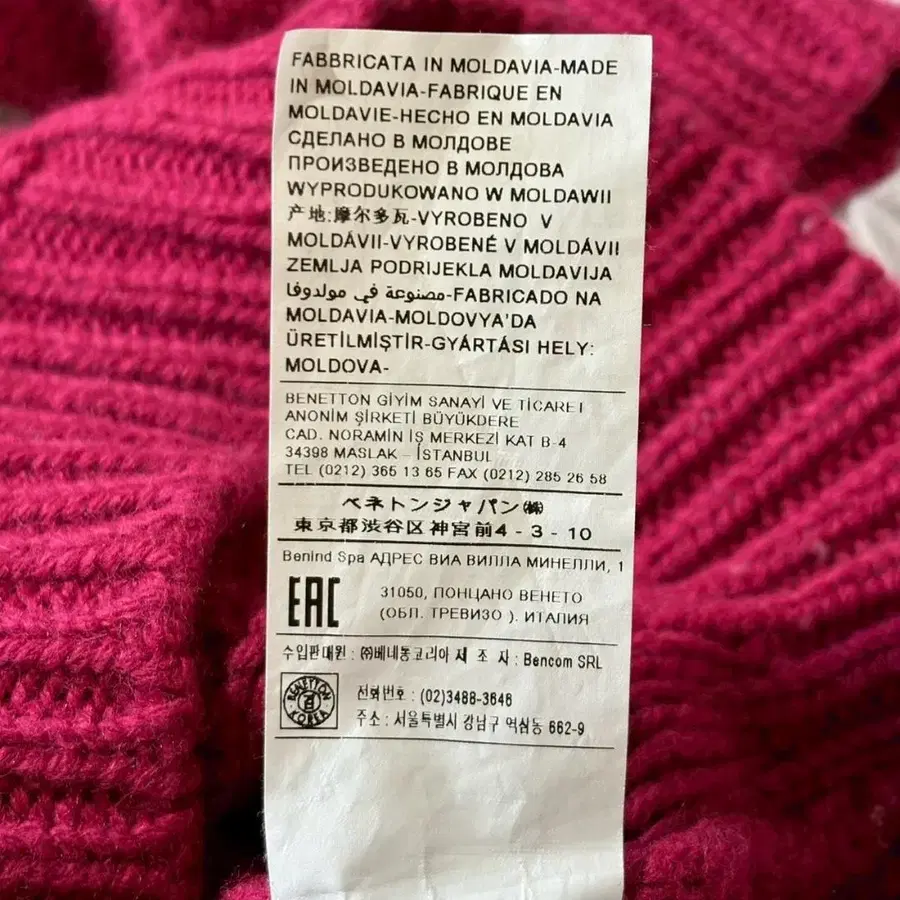 FABBRICATA IN MOLDAVIA-MADE
IN MOLDAVIA-FABRIQUE EN
MOLDAVIE-HECHO EN MOLDAVIA
СДЕЛАНО В МОЛДОВЕ
ПРОИЗВЕДЕНО В МОЛДОВА
WYPRODUKOWANO W MOLDAWII
产地:摩尔多瓦-VYROBENO V
MOLDÁVII-VYROBENÉ V MOLDÁVII
ZEMLJA PODRIJEKLA MOLDAVIJA
مصنوعة في مولدوفا-FABRICADO NA
MOLDAVIA-MOLDOVYA'DA
ÜRETİLMİŞTİR-GYÁRTÁSI HELY:
MOLDOVA-
BENETTON GİYİM SANAYİ VE TİCARET
ANONİM ŞİRKETİ BÜYÜKDERE
CAD. NORAMİN İŞ MERKEZİ KAT B-4
34398 MASLAK - İSTANBUL
TEL (0212) 365 13 65 FAX (0212) 285 26 58
ベネトンジャパン㈱
東京都渋谷区神宮前4-3-10
Benind Spa АДРЕС ВИА ВИЛЛА МИНЕЛЛИ, 1
EAC
31050, ПОНЦАНО ВЕНЕТО
(ОБЛ. ТРЕВИЗО ). ИТАЛИЯ
수입판매원 : ㈜베네통코리아 제 조 자 : Bencom SRL
BENETTON KOREA
전화번호 : (02)3488-3646
주소 : 서울특별시 강남구 역삼동 662-9